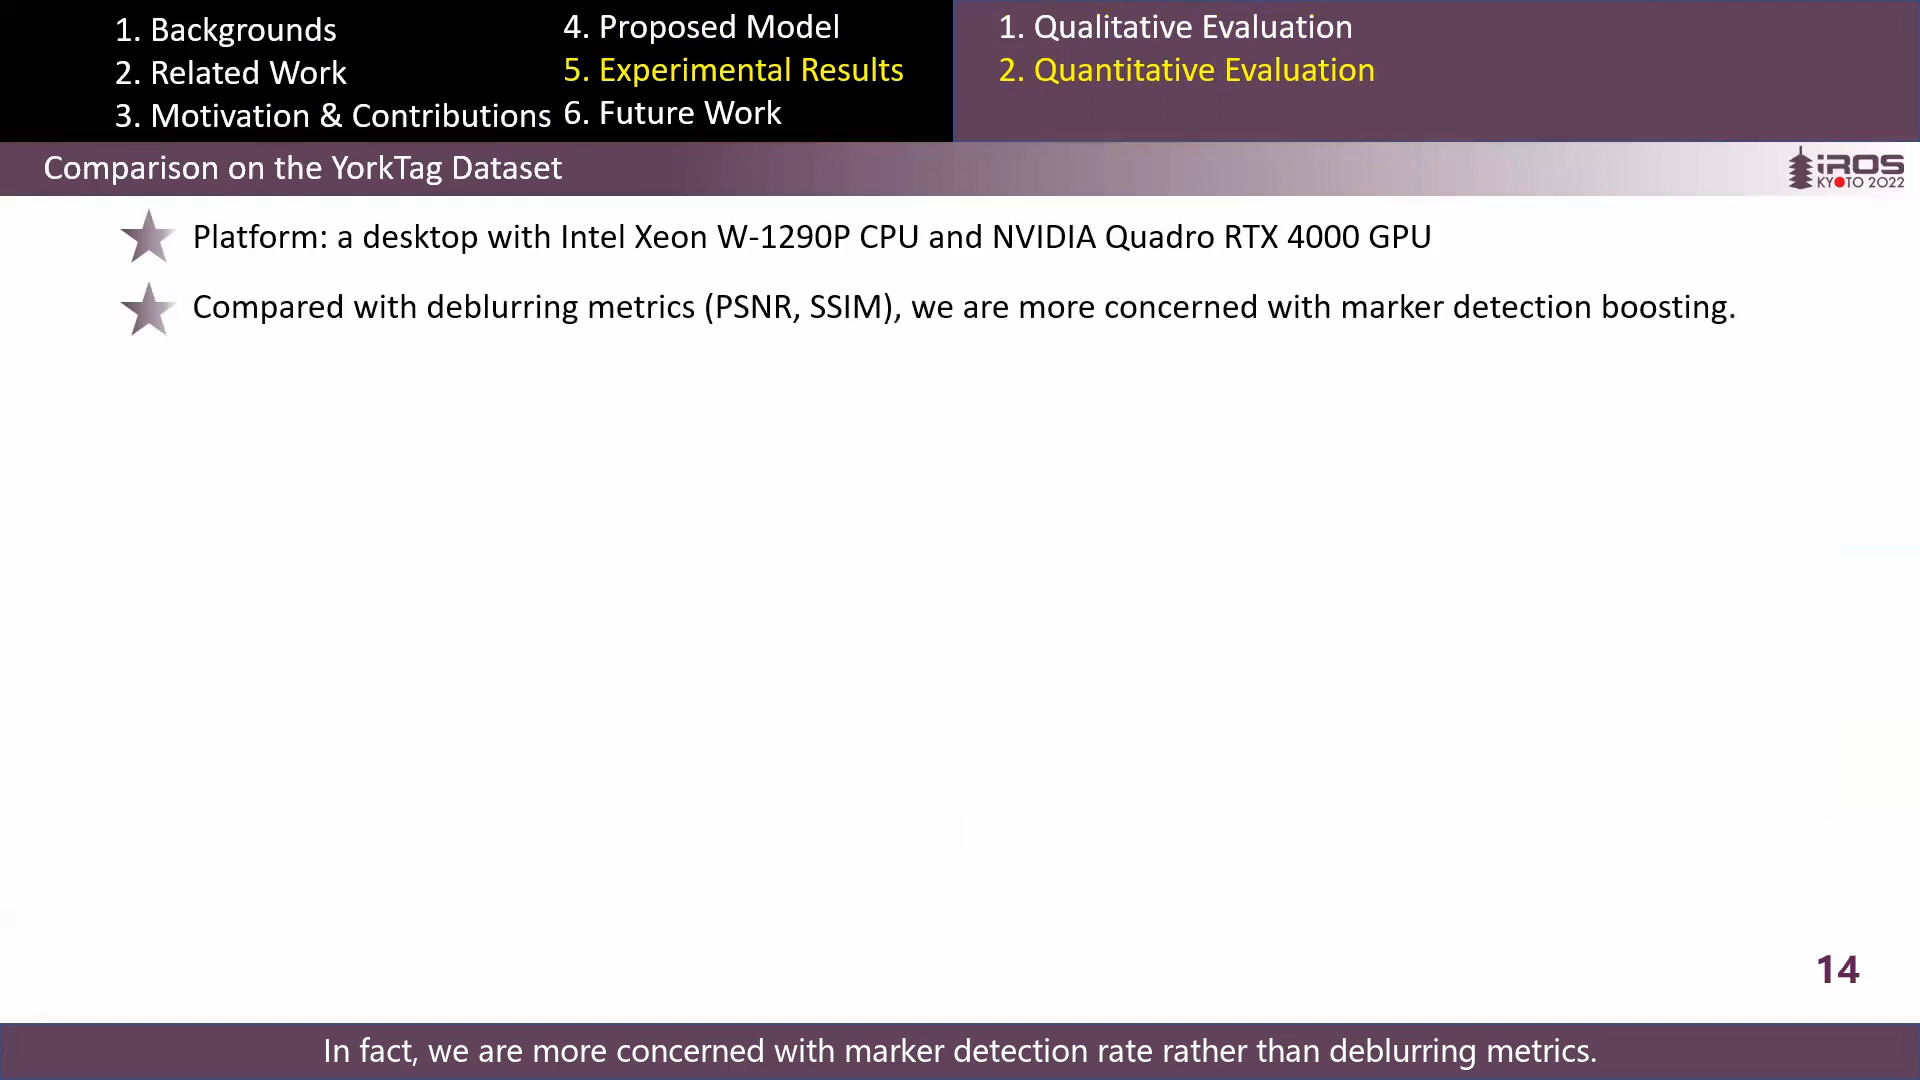 1. Backgrounds
2. Related Work
3. Motivation & Contributions
4. Proposed Model
5. Experimental Results
6. Future Work
1. Qualitative Evaluation
2. Quantitative Evaluation
Comparison on the YorkTag Dataset
iROS
KYOTO 2022
Platform: a desktop with Intel Xeon W-1290P CPU and NVIDIA Quadro RTX 4000 GPU
Compared with deblurring metrics (PSNR, SSIM), we are more concerned with marker detection boosting.
14
In fact, we are more concerned with marker detection rate rather than deblurring metrics.